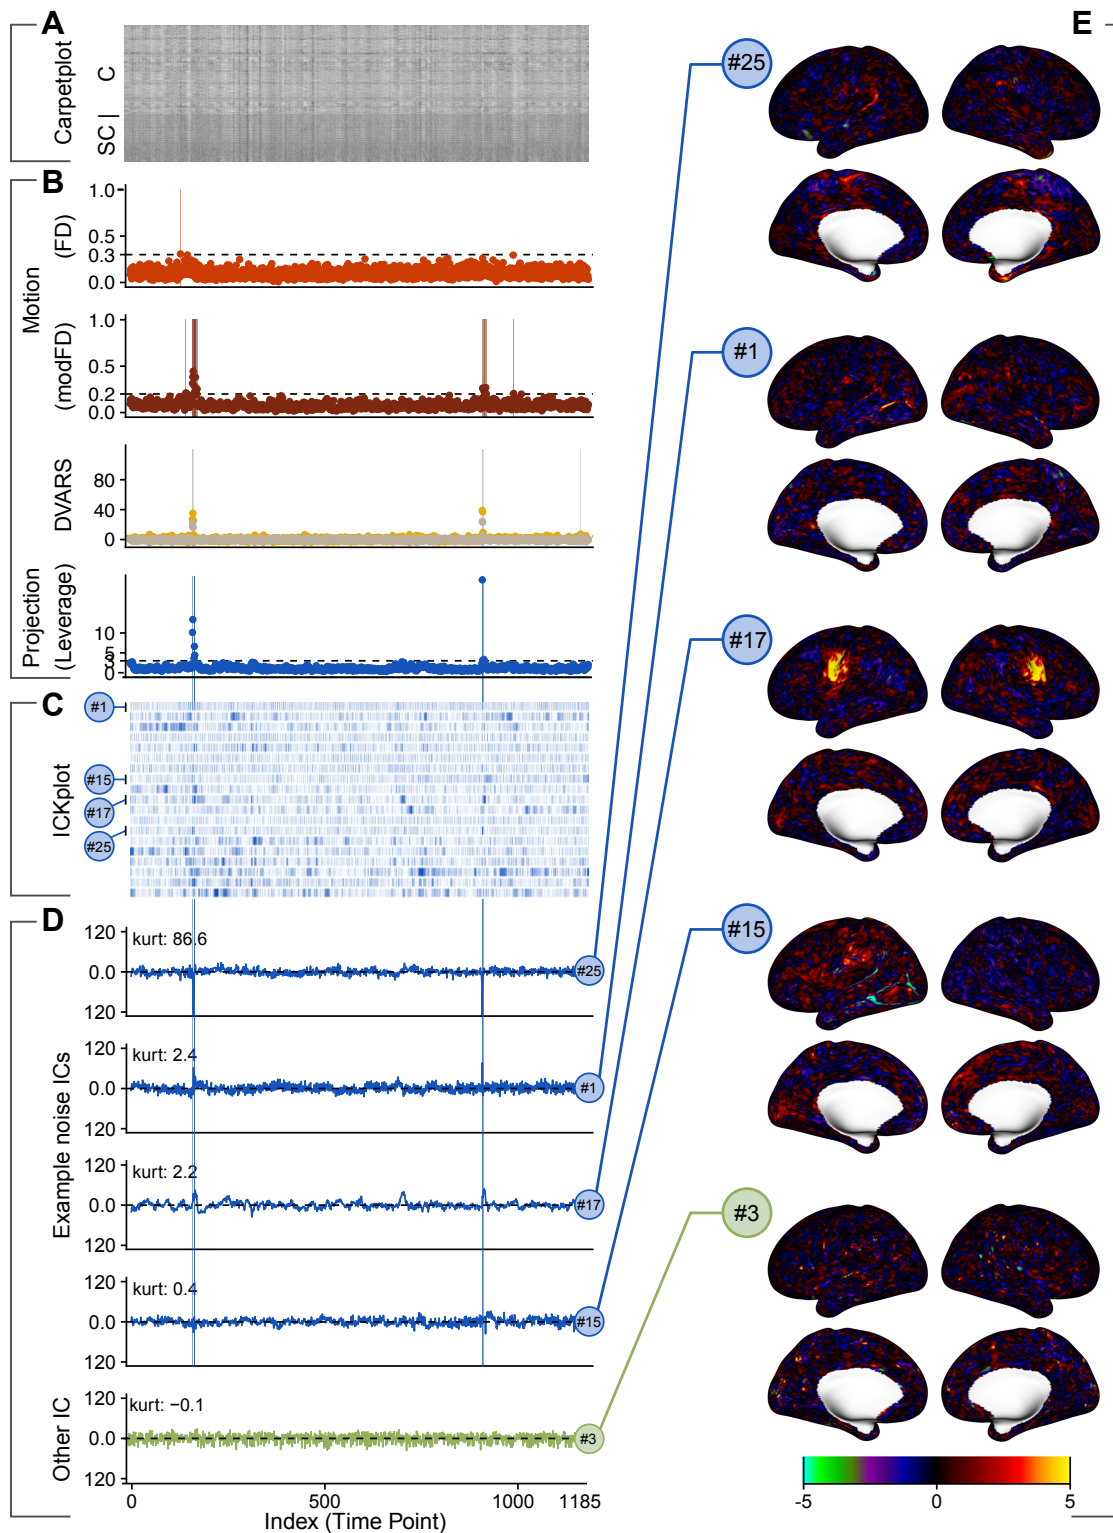 A
Carpetplot
SC | C
B
Motion
(FD)
1.0
0.5
0.3
0.0
(modFD)
1.0
0.5
0.2
0.0
DVARS
80
40
0
Projection
(Leverage)
10
5
3
0
C
ICKplot
#1
#15
#17
#25
D
Example noise ICs
120
0.0
120
kurt: 86.6
#25
120
0.0
120
kurt: 2.4
#1
120
0.0
120
kurt: 2.2
#17
120
0.0
120
kurt: 0.4
#15
Other IC
120
0.0
120
kurt: −0.1
#3
0 500 1000 1185
Index (Time Point)
E
#25
#1
#17
#15
#3
-5 0 5